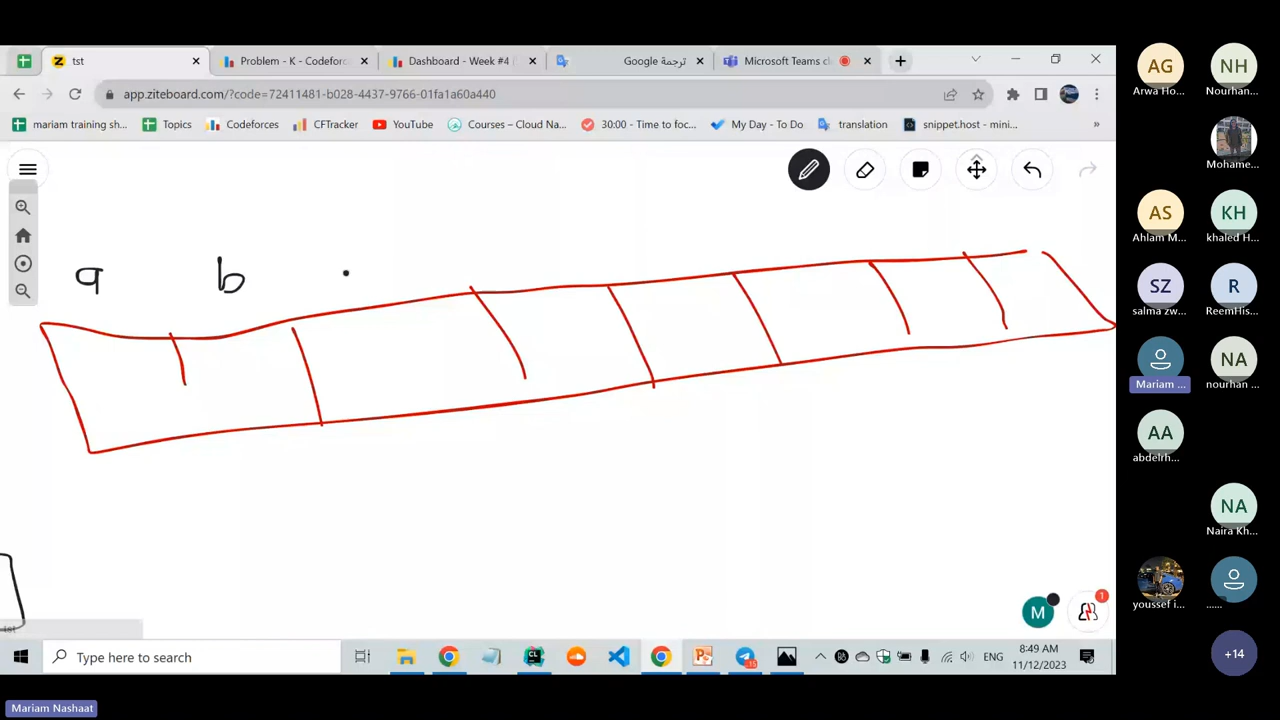 tst
Problem - K - Codeforc
Dashboard - Week #4
ترجمة Google
Microsoft Teams c
app.ziteboard.com/?code=72411481-b028-4437-9766-01fa1a60a440
mariam training sh...
Topics
Codeforces
CFTracker
YouTube
Courses – Cloud Na...
30:00 - Time to foc...
My Day - To Do
translation
snippet.host - mini...
»
a b
M
1
Type here to search
15
ENG
8:49 AM
11/12/2023
AG
Arwa Ho...
NH
Nourhan...
Mohame...
AS
Ahlam M...
KH
khaled H...
SZ
salma zw...
R
ReemHis...
Mariam ...
NA
nourhan ...
AA
abdelrh...
NA
Naira Kh...
youssef i...
......
+14
Mariam Nashaat